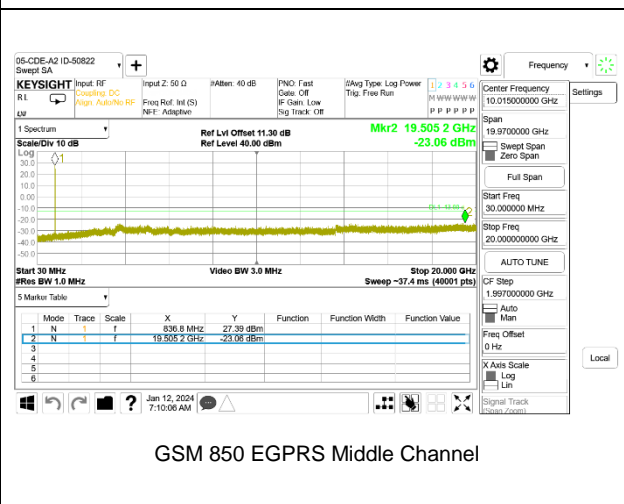 05-CDE-A2 ID-50822
Swept SA
Frequency
Settings
KEYSIGHT
RL
Input: RF
Coupling: DC
Align: Auto/No RF
Input Z: 50 Ω
Freq Ref: Int (S)
NFE: Adaptive
#Atten: 40 dB
PNO: Fast
Gate: Off
IF Gain: Low
Sig Track: Off
#Avg Type: Log Power
Trig: Free Run
1 2 3 4 5 6
M W W W W W
P P P P P P
1 Spectrum
Scale/Div 10 dB
Ref Lvl Offset 11.30 dB
Ref Level 40.00 dBm
Mkr2 19.505 2 GHz
-23.06 dBm
Log
30.0
20.0
10.0
0.00
-10.0
-20.0
-30.0
-40.0
-50.0
1
2
Start 30 MHz
#Res BW 1.0 MHz
Video BW 3.0 MHz
Stop 20.000 GHz
Sweep ~37.4 ms (40001 pts)
5 Marker Table
Mode Trace Scale X Y Function Function Width Function Value
1 N 1 f 836.8 MHz 27.39 dBm
2 N 1 f 19.505 2 GHz -23.06 dBm
3
4
5
6
Jan 12, 2024
7:10:06 AM
Center Frequency
10.015000000 GHz
Span
19.9700000 GHz
Swept Span
Zero Span
Full Span
Start Freq
30.000000 MHz
Stop Freq
20.000000000 GHz
AUTO TUNE
CF Step
1.997000000 GHz
Auto
Man
Freq Offset
0 Hz
X Axis Scale
Log
Lin
Signal Track
(Span Zoom)
Local
GSM 850 EGPRS Middle Channel